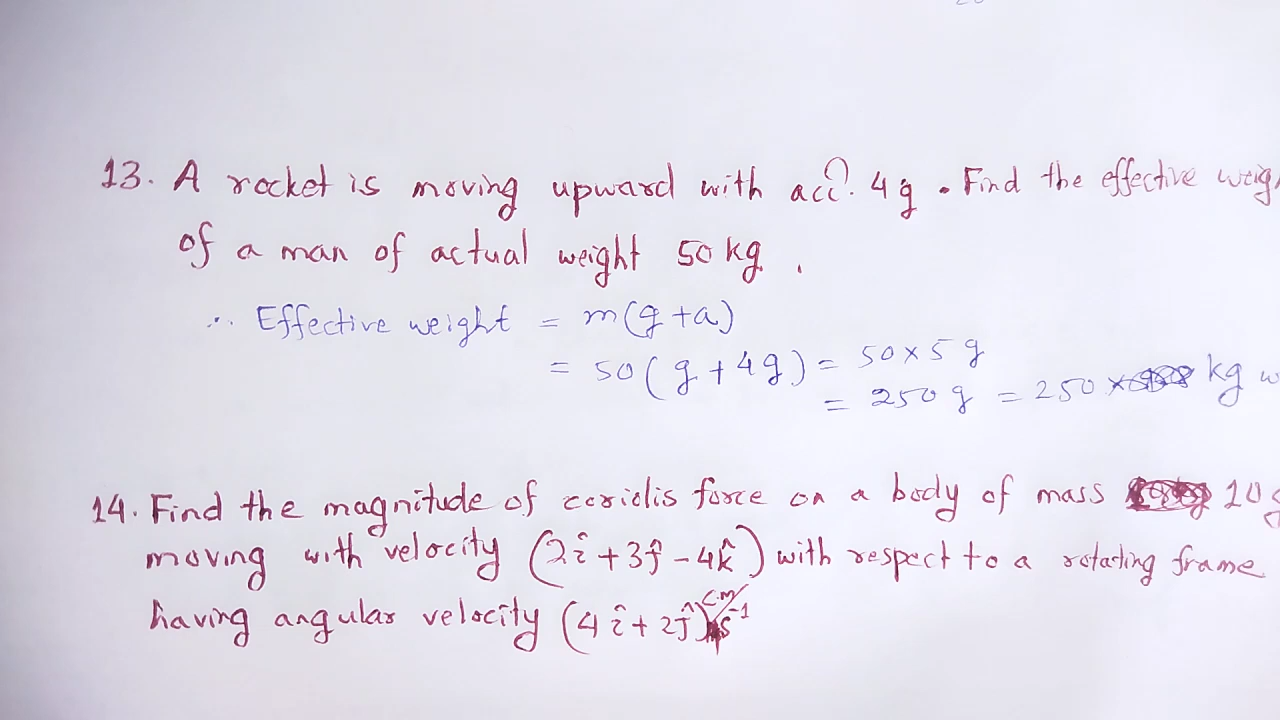 13. A rocket is moving upward with accⁿ. 4g. Find the effective
of a man of actual weight 50 kg.
∴ Effective weight = m(g+a)
= 50(g+4g) = 50×5g
= 250g = 250 kg
14. Find the magnitude of coriolis force on a body of mass 10
moving with velocity (2î+3ĵ-4k̂) with respect to a rotating frame
having angular velocity (4î+2ĵ) cm/s⁻¹